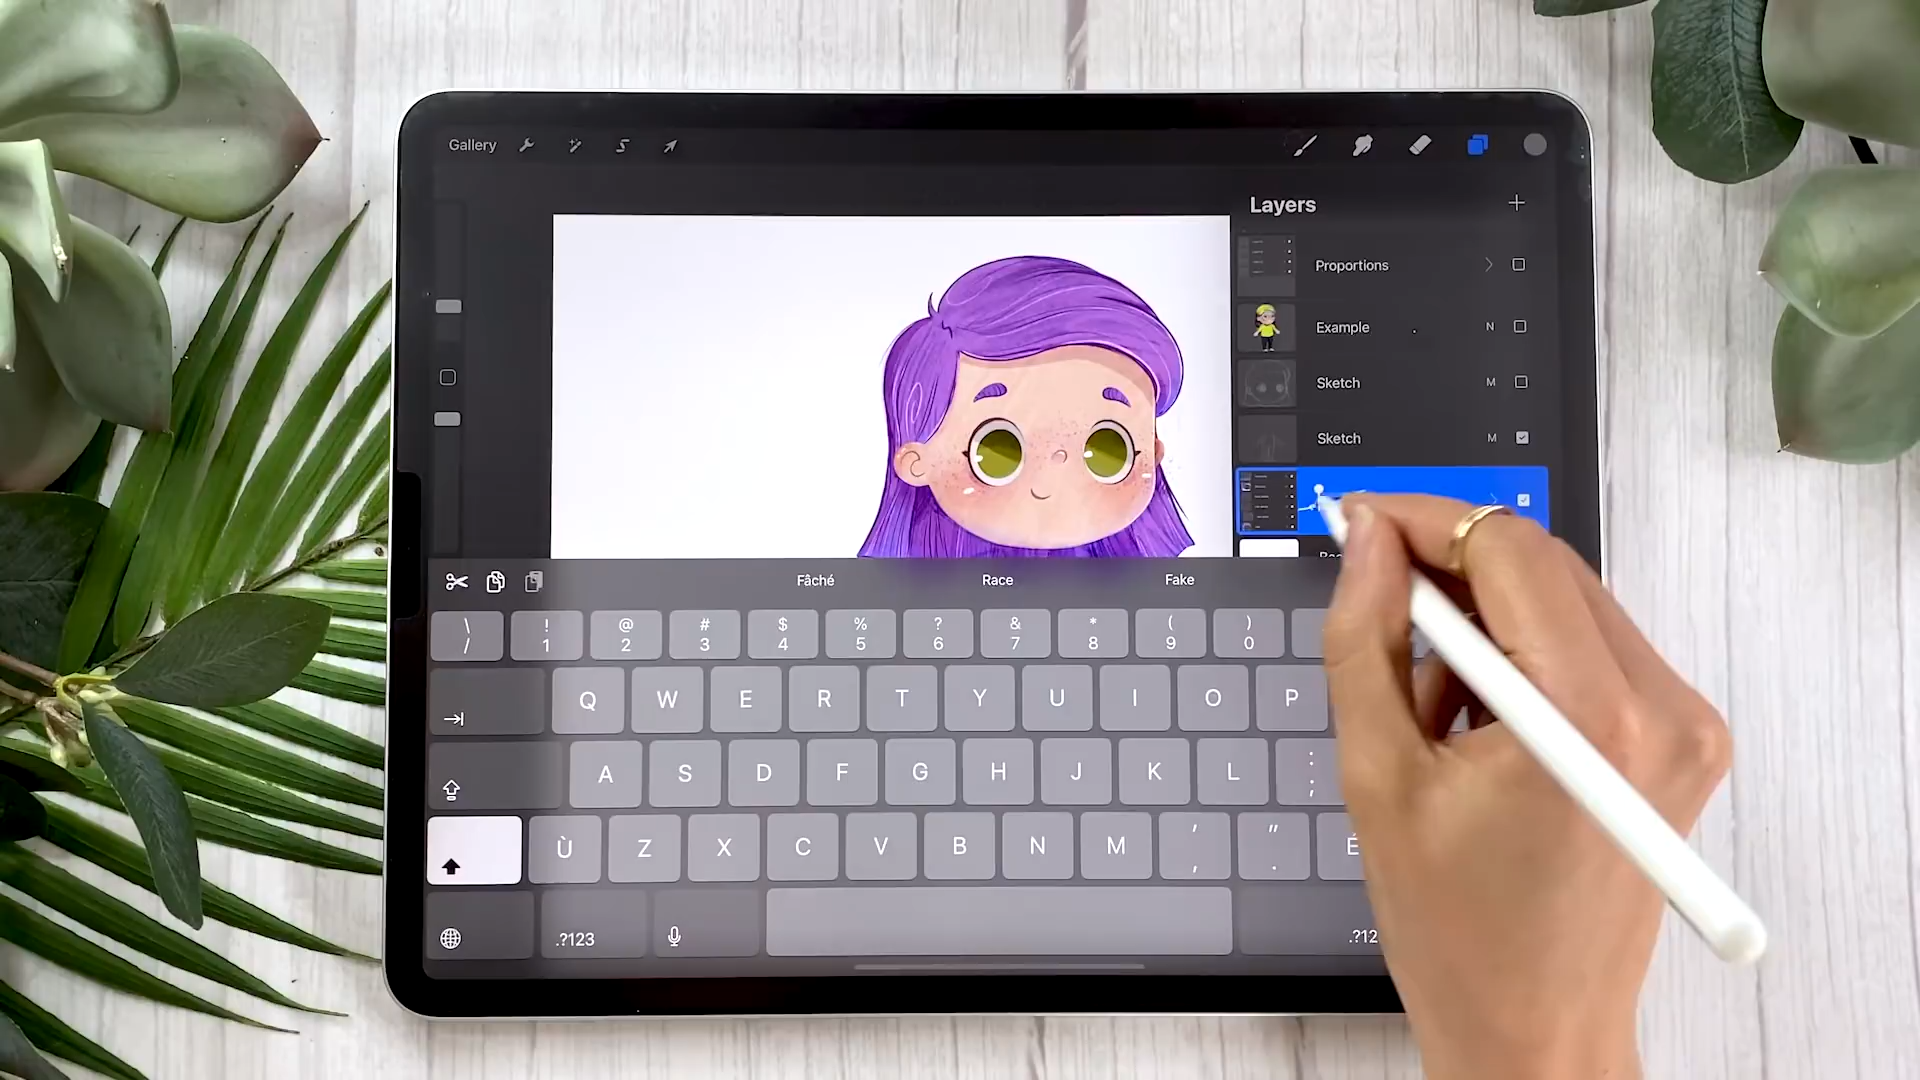 Gallery
Layers
Proportions
Example N
Sketch M
Sketch M
Fâché Race Fake
\ ! @ # $ % ? & * ( )
/ 1 2 3 4 5 6 7 8 9 0
Q W E R T Y U I O P
A S D F G H J K L : ;
Ù Z X C V B N M ' , " . É
.?123 .?12